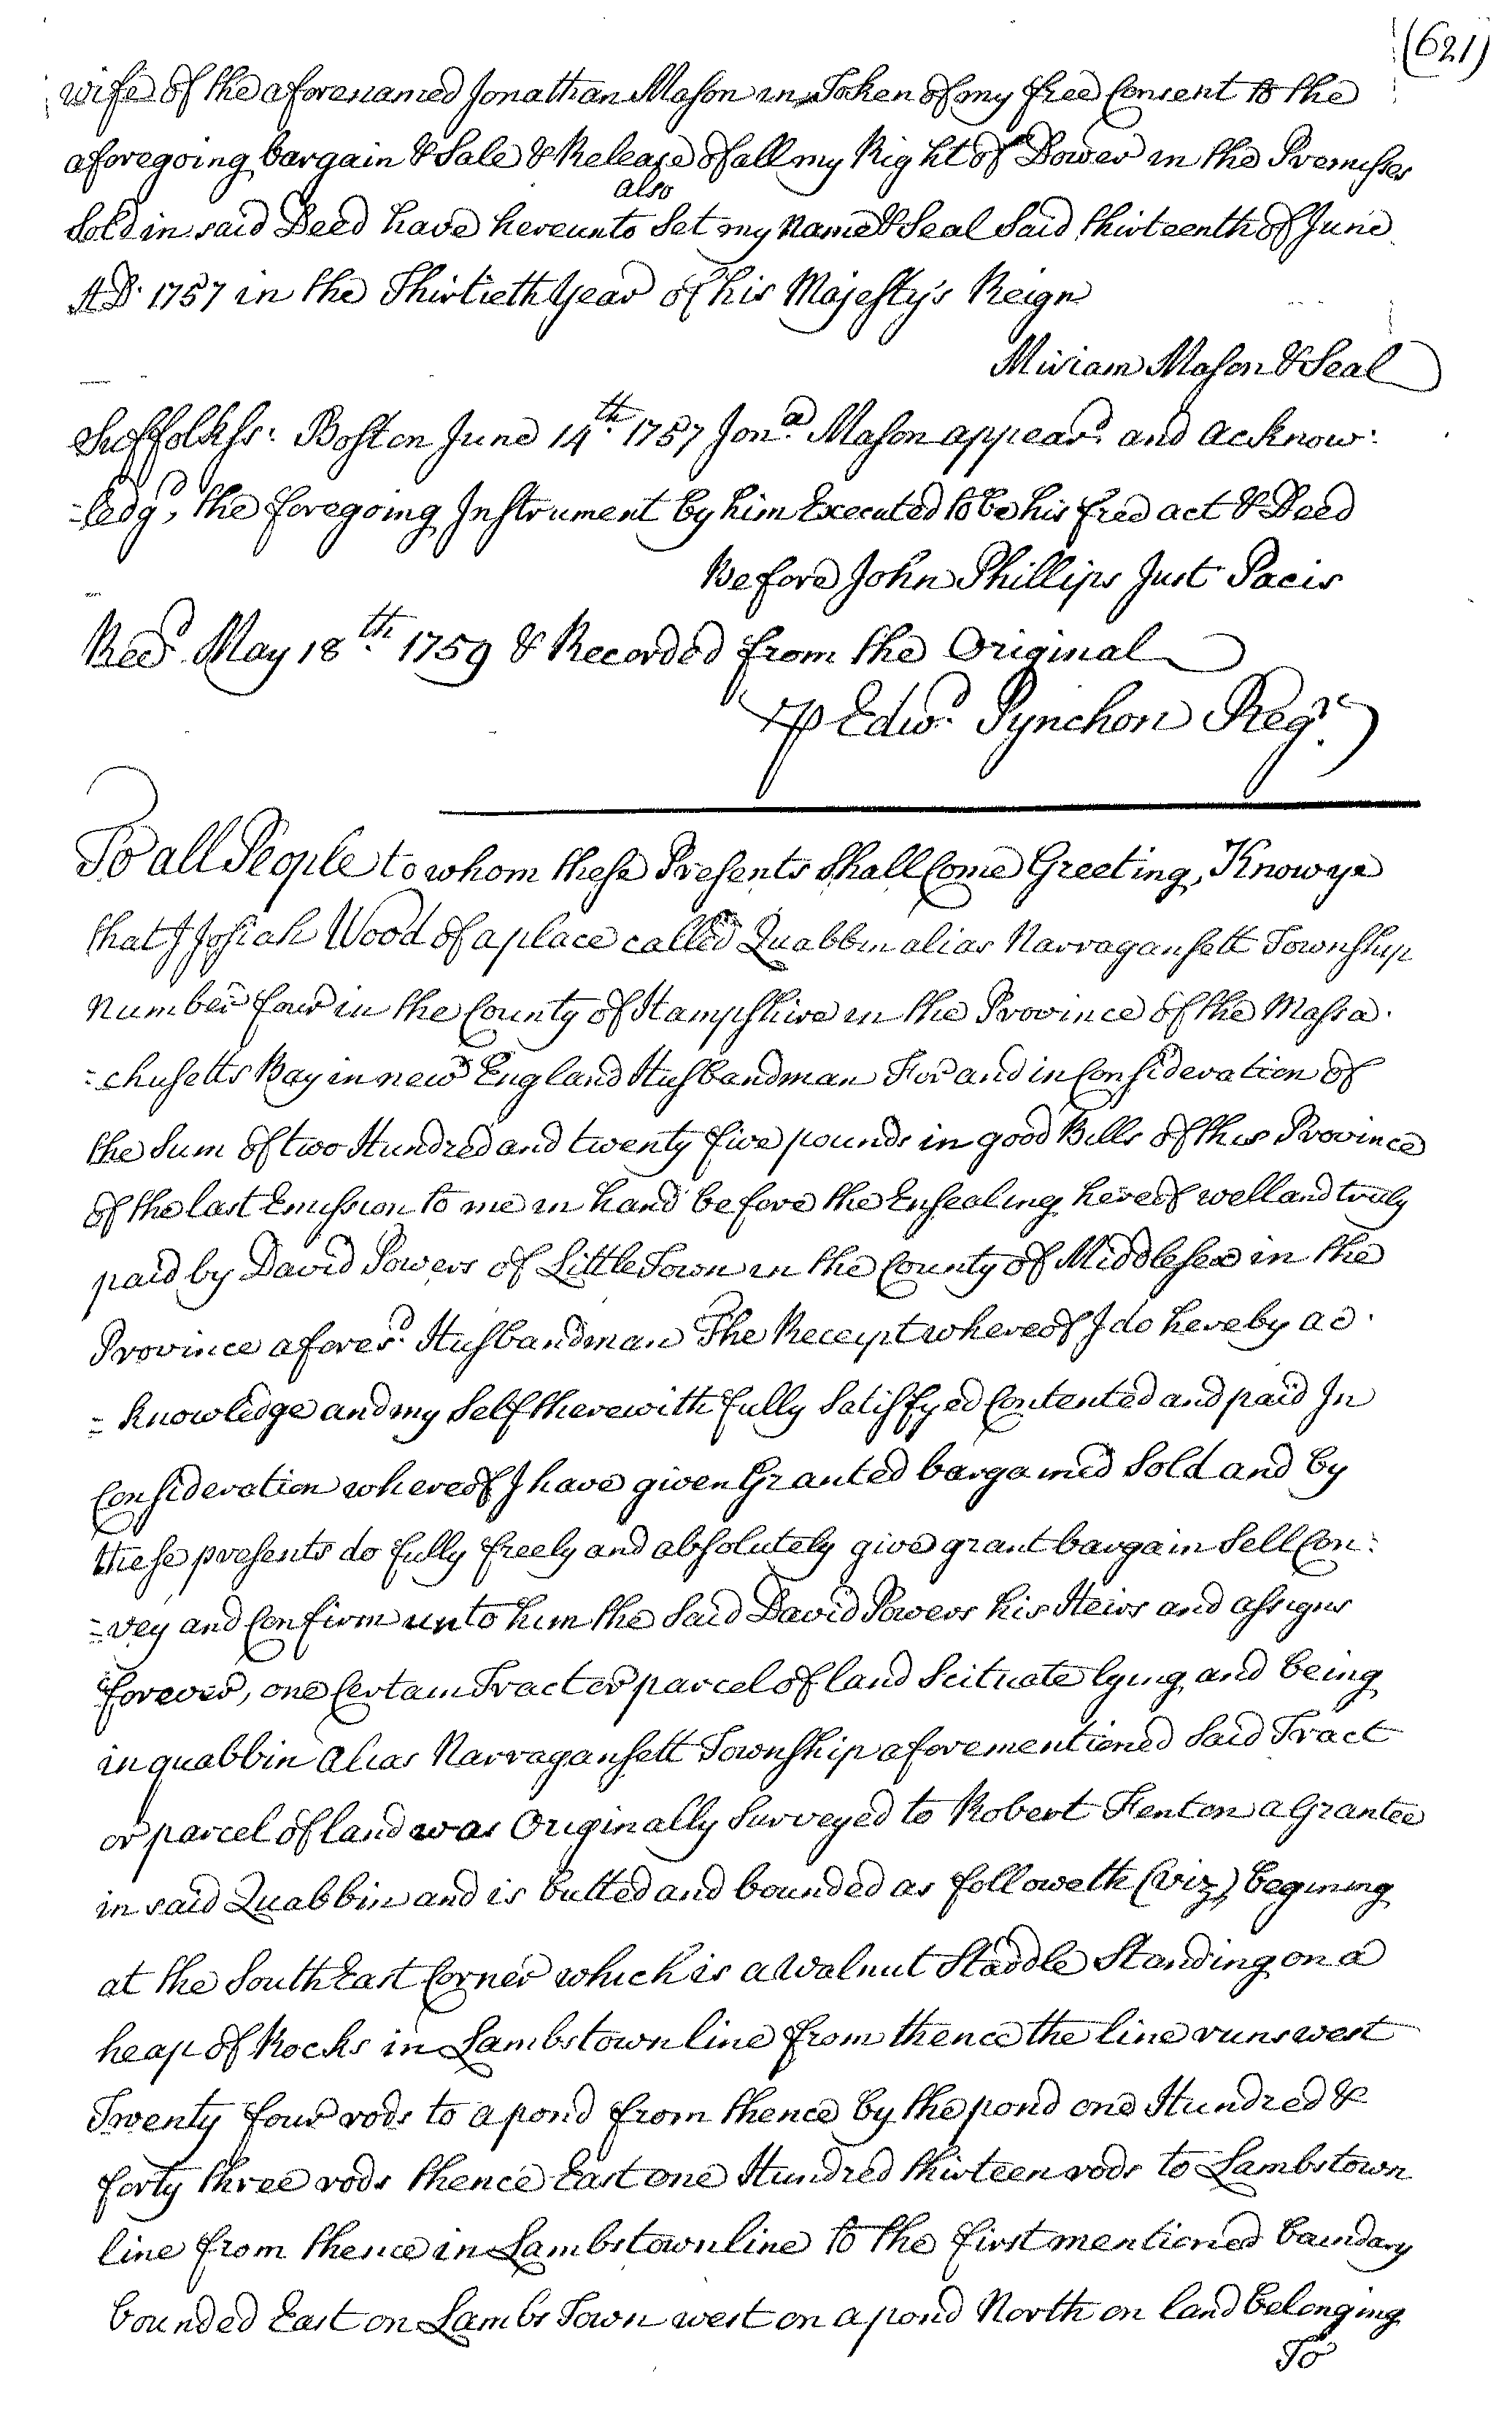 (621)
wife of the aforenamed Jonathan Mason in Token of my free Consent to the
aforegoing bargain & Sale & Release of all my Right of Dower in the Premisses
also
Sold in said Deed have hereunto Set my name & Seal Said thirteenth of June
A.D. 1757 in the Thirtieth Year of his Majesty's Reign
Miriam Mason & Seal
Suffolk Ss: Boston June 14th. 1757 Jona. Mason appeard. and acknow:
-ledgd, the foregoing Instrument by him Executed to be his free act & Deed
Before John Phillips Just Pacis
Recd. May 18th. 1759 & Recorded from the Original
⅌ Edwd. Pynchon Regr.
To all People to whom these Presents Shall Come Greeting, Know ye
that I Josiah Wood of a place called Quabbin alias Narragansett Township
number four in the County of Hampshire in the Province of the Massa-
-chusetts Bay in new England Husbandman For and in Consideration of
the Sum of two Hundred and twenty five pounds in good Bills of this Province
of the last Emission to me in hand before the Ensealing hereof well and truly
paid by David Powers of Little Town in the County of Middlesex in the
Province afores'd. Husbandman The Receipt whereof I do hereby ac-
-knowledge and my Self therewith fully Satisfyed Contented and paid In
Consideration whereof I have given Granted bargained Sold and by
these presents do fully freely and absolutely give grant bargain Sell Con:
-vey and Confirm unto him the Said David Powers his Heirs and assigns
forever, one Certain Tract or parcel of land Scituate lying and being
in quabbin alias Narragansett Township aforementioned Said Tract
or parcel of land was Originally Surveyed to Robert Fenton a Grantee
in said Quabbin and is butted and bounded as followeth (viz) begining
at the South East Corner which is a walnut Staddle Standing on a
heap of Rocks in Lambstown line from thence the line runs west
Twenty four rods to a pond from thence by the pond one Hundred &
forty three rods thence East one Hundred thirteen rods to Lambstown
line from thence in Lambstown line to the first mentioned boundary
bounded East on Lambs Town west on a pond North on land belonging
To